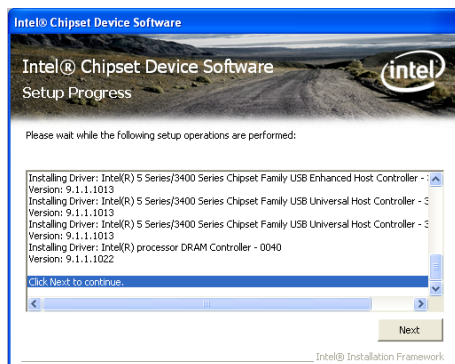 Intel® Chipset Device Software
Intel® Chipset Device Software
Setup Progress
intel
Please wait while the following setup operations are performed:
Installing Driver: Intel(R) 5 Series/3400 Series Chipset Family USB Enhanced Host Controller -
Version: 9.1.1.1013
Installing Driver: Intel(R) 5 Series/3400 Series Chipset Family USB Universal Host Controller - 3
Version: 9.1.1.1013
Installing Driver: Intel(R) 5 Series/3400 Series Chipset Family USB Universal Host Controller - 3
Version: 9.1.1.1013
Installing Driver: Intel(R) processor DRAM Controller - 0040
Version: 9.1.1.1022
Click Next to continue.
Next
Intel® Installation Framework